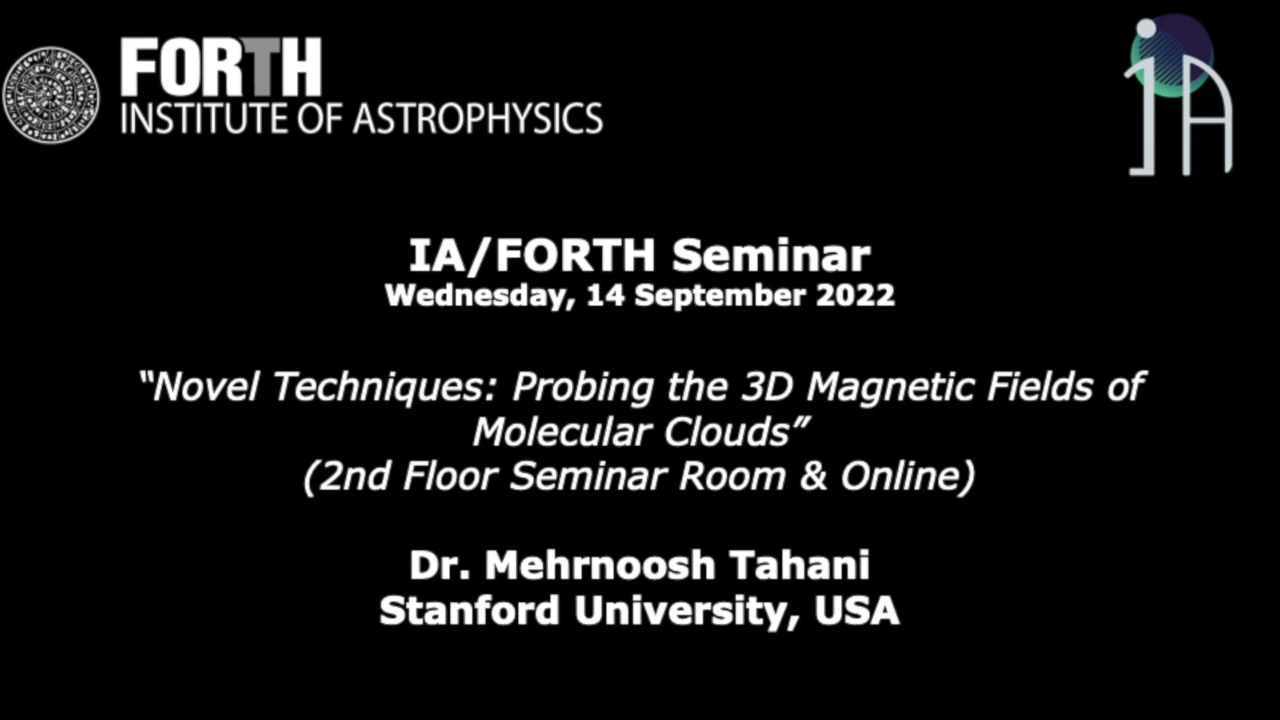 FORTH
INSTITUTE OF ASTROPHYSICS
IA
IA/FORTH Seminar
Wednesday, 14 September 2022
“Novel Techniques: Probing the 3D Magnetic Fields of
Molecular Clouds”
(2nd Floor Seminar Room & Online)
Dr. Mehrnoosh Tahani
Stanford University, USA